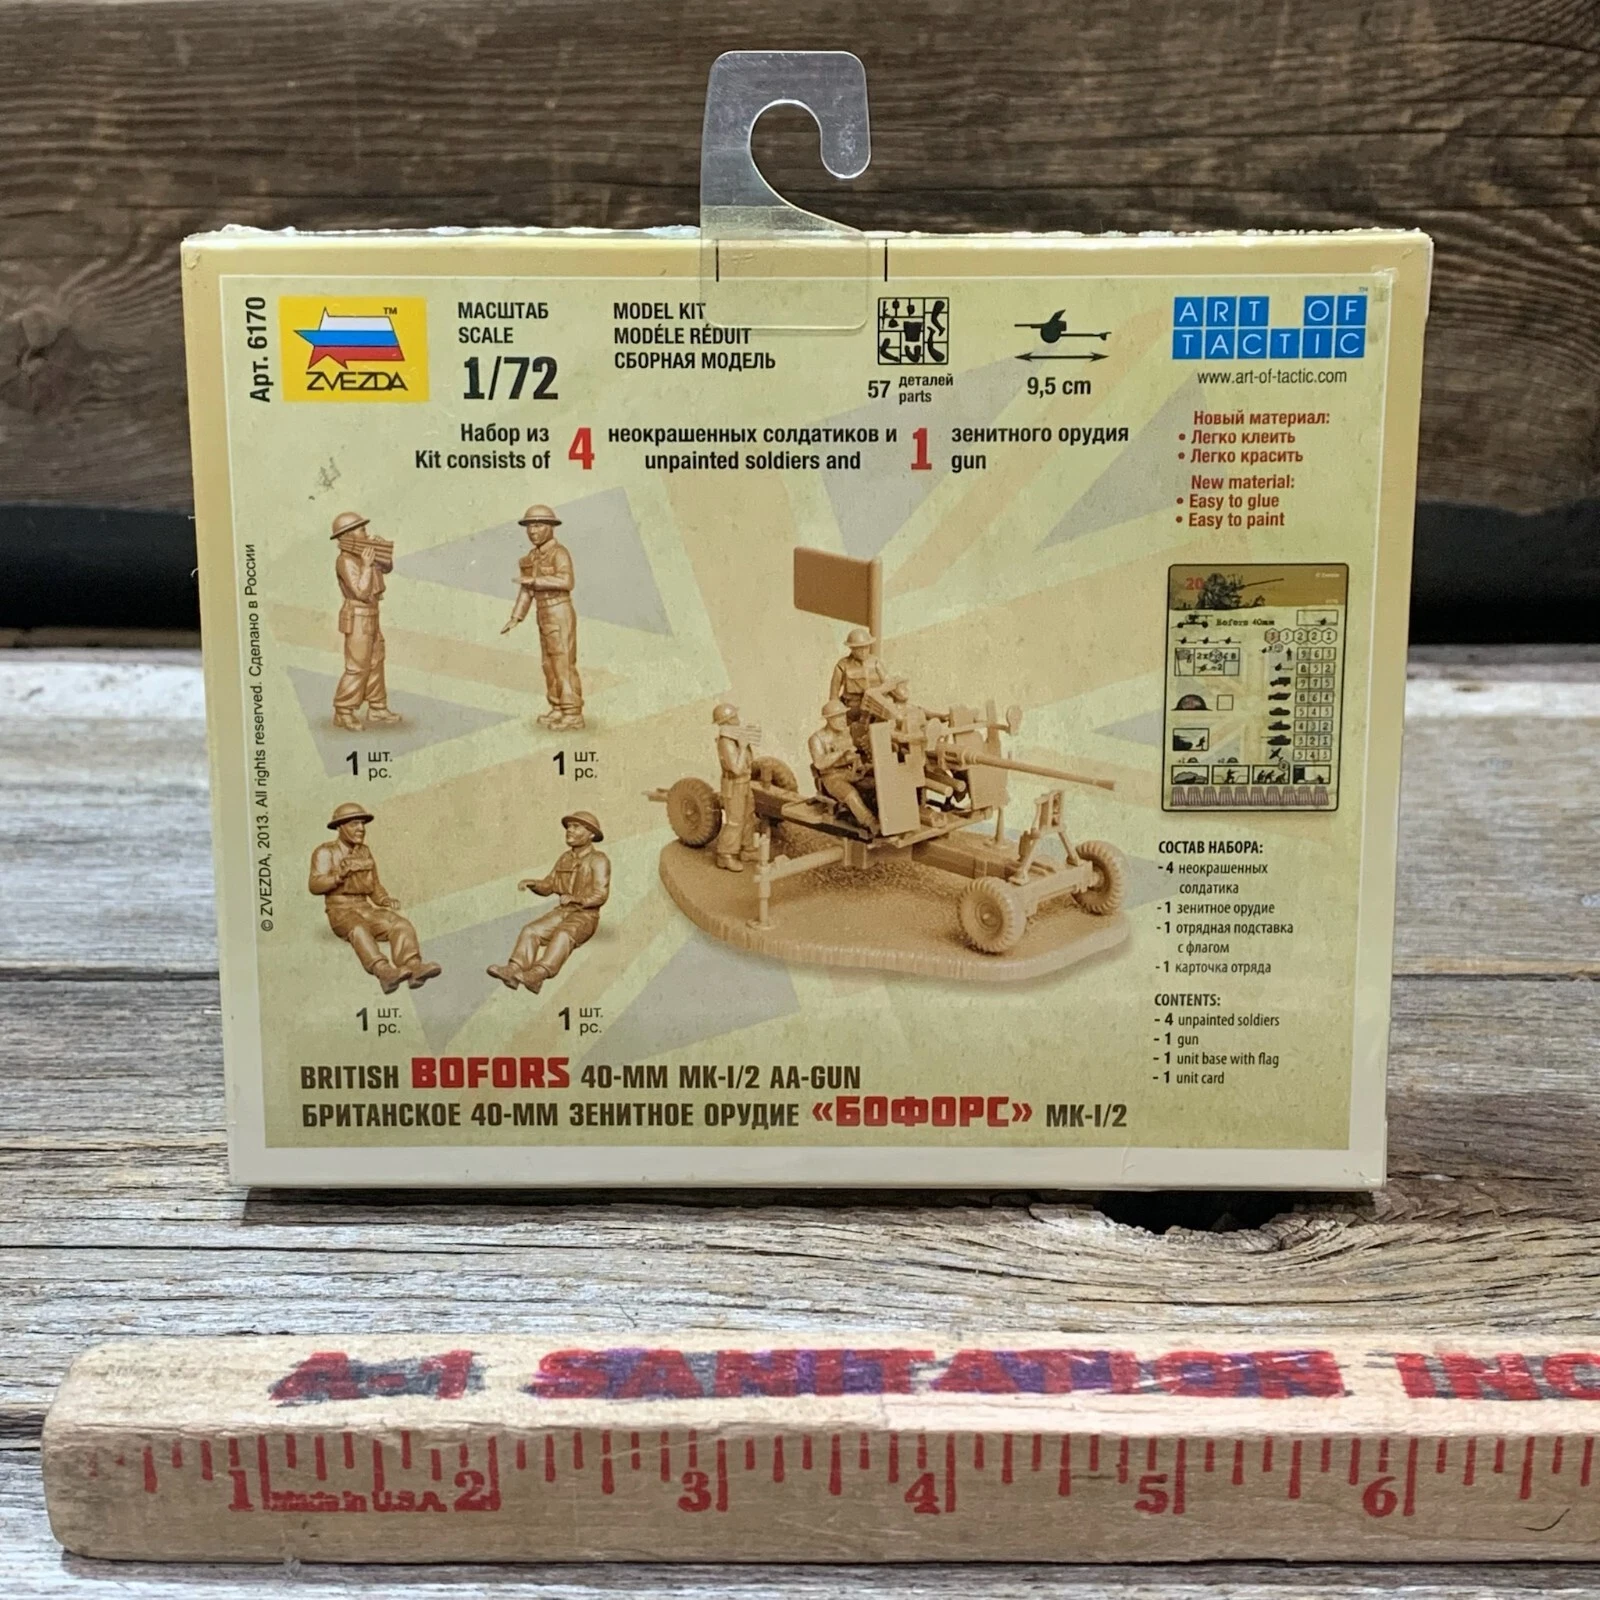 Арт. 6170
ZVEZDA
™
МАСШТАБ
SCALE
1/72
MODEL KIT
MODÉLE RÉDUIT
СБОРНАЯ МОДЕЛЬ
57 деталей
parts
9,5 cm
ART OF
TACTIC
www.art-of-tactic.com
Набор из 4 неокрашенных солдатиков и 1 зенитного орудия
Kit consists of unpainted soldiers and gun
Новый материал:
• Легко клеить
• Легко красить
New material:
• Easy to glue
• Easy to paint
© ZVEZDA, 2013. All rights reserved. Сделано в России
1 шт.
pc.
1 шт.
pc.
1 шт.
pc.
1 шт.
pc.
20
Bofors 40mm
СОСТАВ НАБОРА:
- 4 неокрашенных
солдатика
- 1 зенитное орудие
- 1 отрядная подставка
с флагом
- 1 карточка отряда
CONTENTS:
- 4 unpainted soldiers
- 1 gun
- 1 unit base with flag
- 1 unit card
BRITISH BOFORS 40-MM MK-I/2 AA-GUN
БРИТАНСКОЕ 40-ММ ЗЕНИТНОЕ ОРУДИЕ «БОФОРС» МК-I/2
A-1 SANITATION INC
1 Made in U.S.A. 2 3 4 5 6